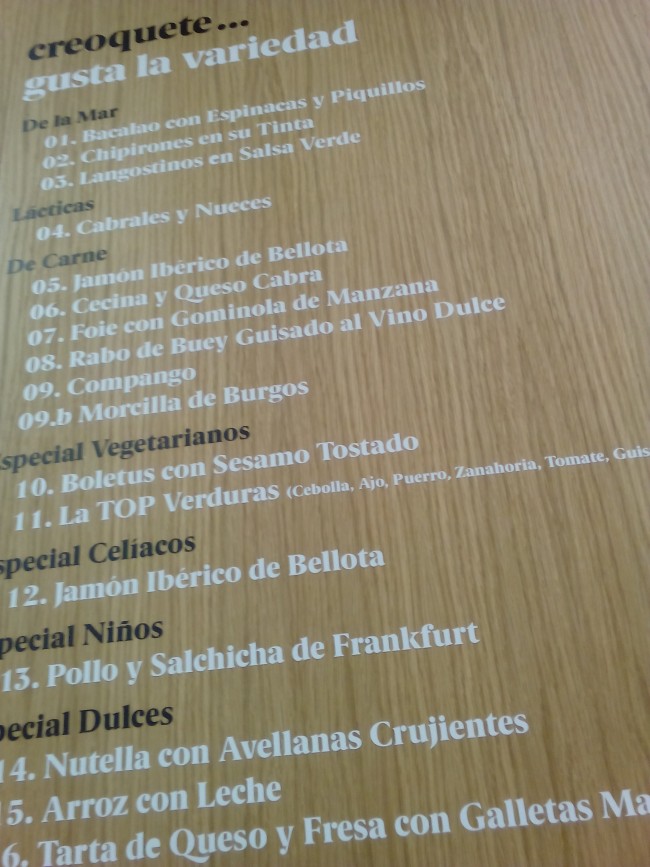 creoquete...
gusta la variedad
De la Mar
01. Bacalao con Espinacas y Piquillos
02. Chipirones en su Tinta
03. Langostinos en Salsa Verde
Lácticas
04. Cabrales y Nueces
De Carne
05. Jamón Ibérico de Bellota
06. Cecina y Queso Cabra
07. Foie con Gominola de Manzana
08. Rabo de Buey Guisado al Vino Dulce
09. Compango
09.b Morcilla de Burgos
special Vegetarianos
10. Boletus con Sesamo Tostado
11. La TOP Verduras (Cebolla, Ajo, Puerro, Zanahoria, Tomate, Guis
special Celíacos
12. Jamón Ibérico de Bellota
pecial Niños
13. Pollo y Salchicha de Frankfurt
pecial Dulces
14. Nutella con Avellanas Crujientes
15. Arroz con Leche
6. Tarta de Queso y Fresa con Galletas Ma